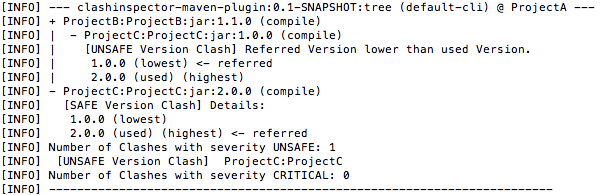 [INFO] --- clashinspector-maven-plugin:0.1-SNAPSHOT:tree (default-cli) @ ProjectA ---
[INFO] + ProjectB:ProjectB:jar:1.1.0 (compile)
[INFO] |  - ProjectC:ProjectC:jar:1.0.0 (compile)
[INFO] |    [UNSAFE Version Clash] Referred Version lower than used Version.
[INFO] |     1.0.0 (lowest) <- referred
[INFO] |     2.0.0 (used) (highest)
[INFO] - ProjectC:ProjectC:jar:2.0.0 (compile)
[INFO]   [SAFE Version Clash] Details:
[INFO]    1.0.0 (lowest)
[INFO]    2.0.0 (used) (highest) <- referred
[INFO] Number of Clashes with severity UNSAFE: 1
[INFO]  [UNSAFE Version Clash]  ProjectC:ProjectC
[INFO] Number of Clashes with severity CRITICAL: 0
[INFO] ------------------------------------------------------------------------